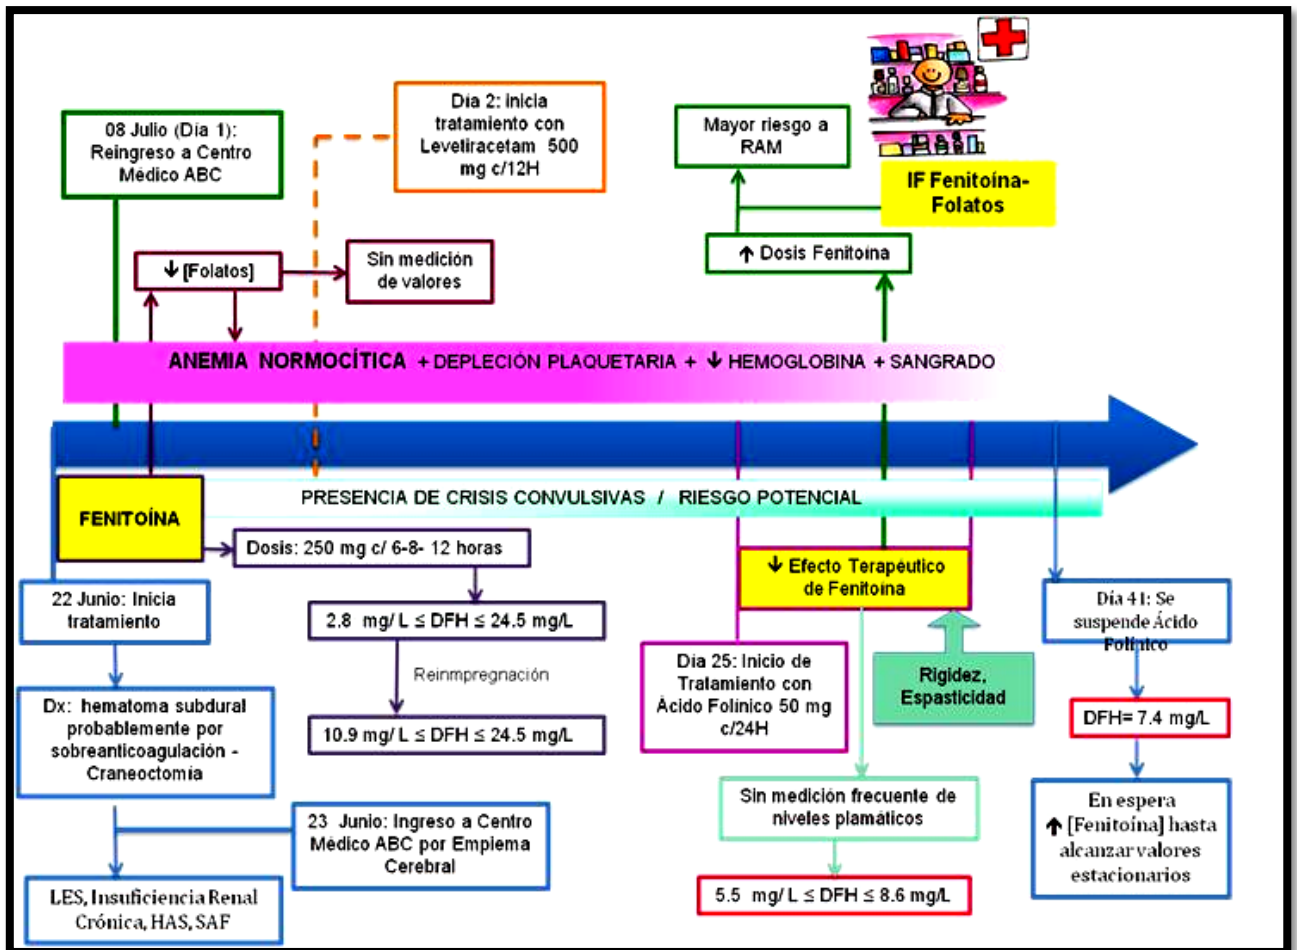 08 Julio (Día 1):
Reingreso a Centro
Médico ABC
Día 2: Inicia
tratamiento con
Levetiracetam 500
mg c/12H
Mayor riesgo a
RAM
IF Fenitoína-
Folatos
↑ Dosis Fenitoína
↓ [Folatos]
Sin medición
de valores
ANEMIA NORMOCÍTICA + DEPLECIÓN PLAQUETARIA + ↓ HEMOGLOBINA + SANGRADO
PRESENCIA DE CRISIS CONVULSIVAS / RIESGO POTENCIAL
FENITOÍNA
Dosis: 250 mg c/ 6-8- 12 horas
2.8 mg/ L ≤ DFH ≤ 24.5 mg/L
Reinmpregnación
10.9 mg/ L ≤ DFH ≤ 24.5 mg/L
22 Junio: Inicia
tratamiento
Dx: hematoma subdural
probablemente por
sobreanticoagulación -
Craneoctomía
23 Junio: Ingreso a Centro
Médico ABC por Empiema
Cerebral
LES, Insuficiencia Renal
Crónica, HAS, SAF
↓ Efecto Terapéutico
de Fenitoína
Día 25: Inicio de
Tratamiento con
Ácido Folínico 50 mg
c/24H
Rigidez,
Espasticidad
Sin medición frecuente de
niveles plamáticos
5.5 mg/ L ≤ DFH ≤ 8.6 mg/L
Día 41: Se
suspende Ácido
Folínico
DFH= 7.4 mg/L
En espera
↑ [Fenitoína] hasta
alcanzar valores
estacionarios